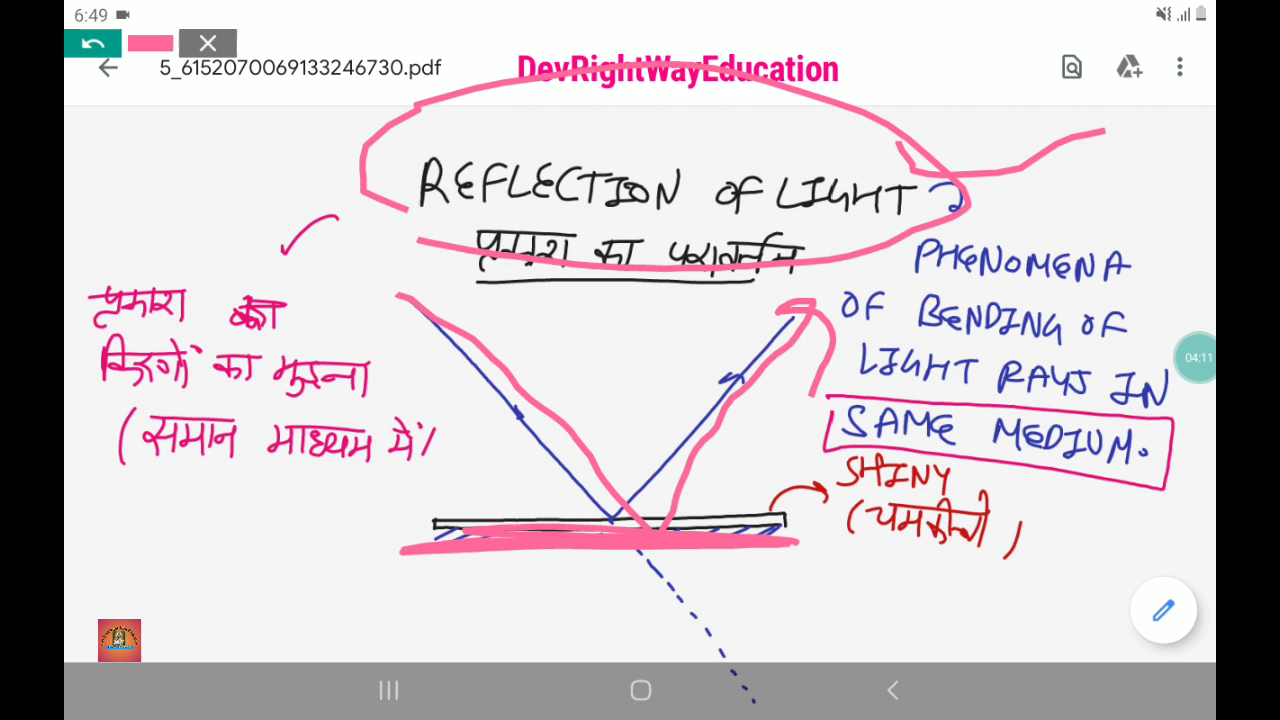 6:49
5_6152070069133246730.pdf
DevRightWayEducation
REFLECTION OF LIGHT
प्रकाश का परावर्तन
PHENOMENA
OF BENDING OF
LIGHT RAYS IN
SAME MEDIUM.
SHINY
(चमकीली)
प्रकाश का
किरणों का मुड़ना
(समान माध्यम में)
04:11